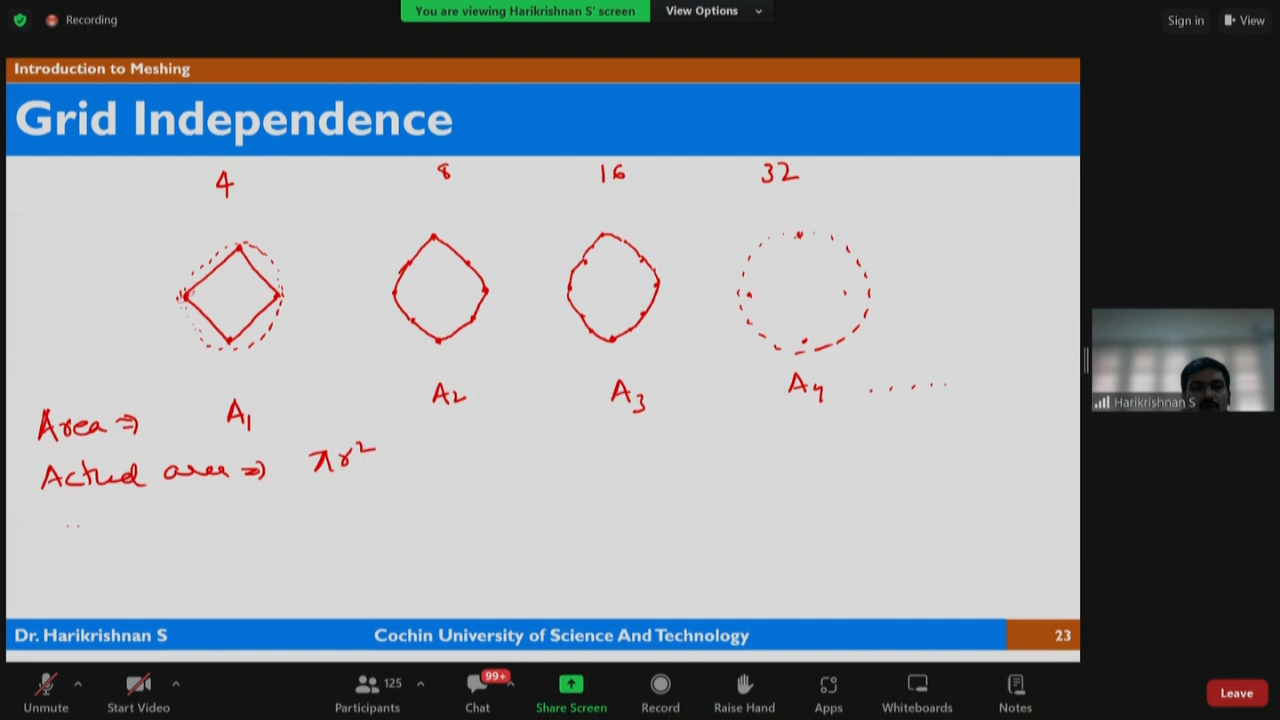 Recording
You are viewing Harikrishnan S' screen
View Options
Sign in
View
Introduction to Meshing
Grid Independence
4 8 16 32
Area ⇒ A1 A2 A3 A4 ......
Actual area ⇒ πr²
Harikrishnan S
Dr. Harikrishnan S Cochin University of Science And Technology 23
Unmute
Start Video
125
Participants
99+
Chat
Share Screen
Record
Raise Hand
Apps
Whiteboards
Notes
Leave